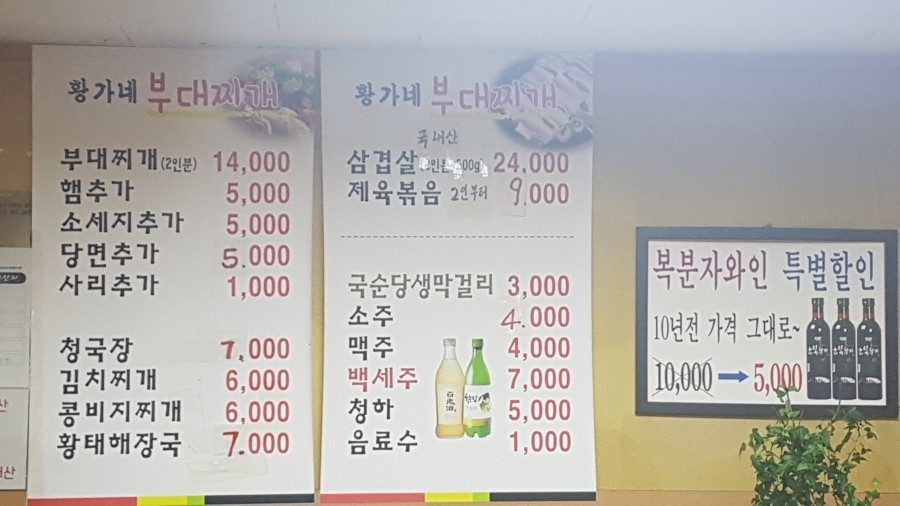 황가네 부대찌개
부대찌개(2인분) 14,000
햄추가 5,000
소세지추가 5,000
당면추가 5.000
사리추가 1,000
청국장 7,000
김치찌개 6,000
콩비지찌개 6,000
황태해장국 7.000
황가네 부대찌개
국내산
삼겹살 24,000
제육볶음 2인부터 9,000
국순당생막걸리 3,000
소주 4.000
맥주 4,000
백세주 7,000
청하 5,000
음료수 1,000
복분자와인 특별할인
10년전 가격 그대로~
10,000 → 5,000